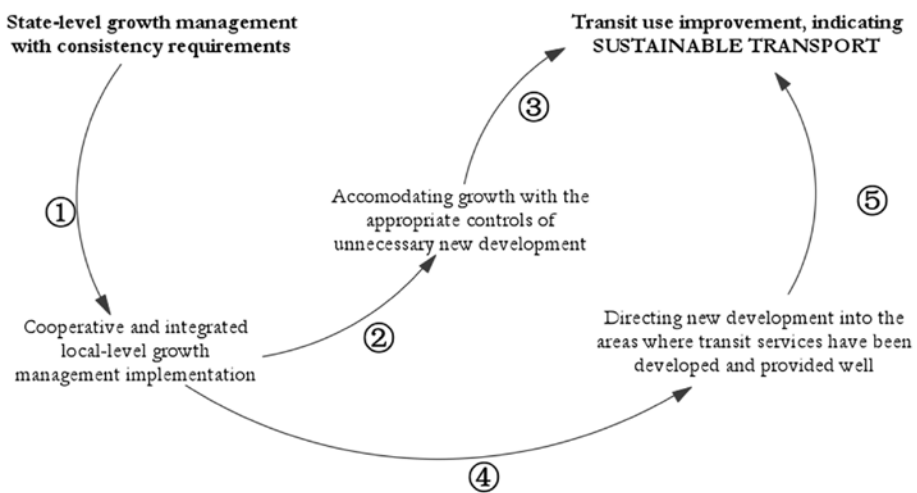 State-level growth management
with consistency requirements
Transit use improvement, indicating
SUSTAINABLE TRANSPORT
③
Accomodating growth with the
appropriate controls of
unnecessary new development
①
⑤
②
Cooperative and integrated
local-level growth
management implementation
Directing new development into the
areas where transit services have been
developed and provided well
④